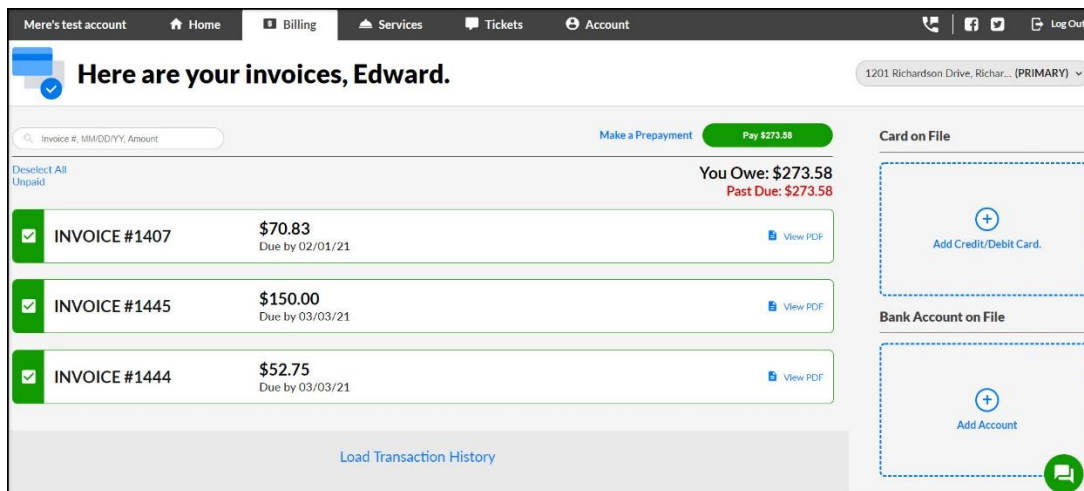 Mere's test account Home Billing Services Tickets Account Log Out
Here are your invoices, Edward.
1201 Richardson Drive, Richar... (PRIMARY)
Invoice #, MM/DD/YY, Amount
Make a Prepayment Pay $273.58
Deselect All
Unpaid
You Owe: $273.58
Past Due: $273.58
INVOICE #1407 $70.83
Due by 02/01/21
View PDF
INVOICE #1445 $150.00
Due by 03/03/21
View PDF
INVOICE #1444 $52.75
Due by 03/03/21
View PDF
Load Transaction History
Card on File
Add Credit/Debit Card.
Bank Account on File
Add Account